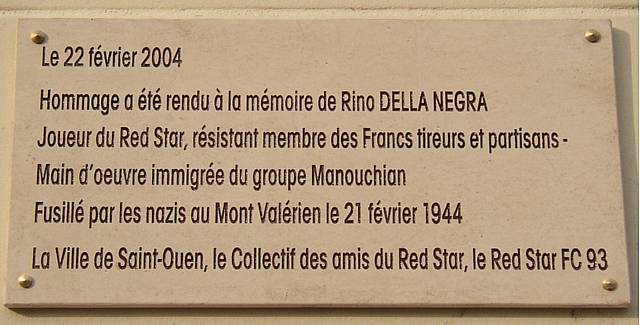 Le 22 février 2004
Hommage a été rendu à la mémoire de Rino DELLA NEGRA
Joueur du Red Star, résistant membre des Francs tireurs et partisans -
Main d'oeuvre immigrée du groupe Manouchian
Fusillé par les nazis au Mont Valérien le 21 février 1944
La Ville de Saint-Ouen, le Collectif des amis du Red Star, le Red Star FC 93